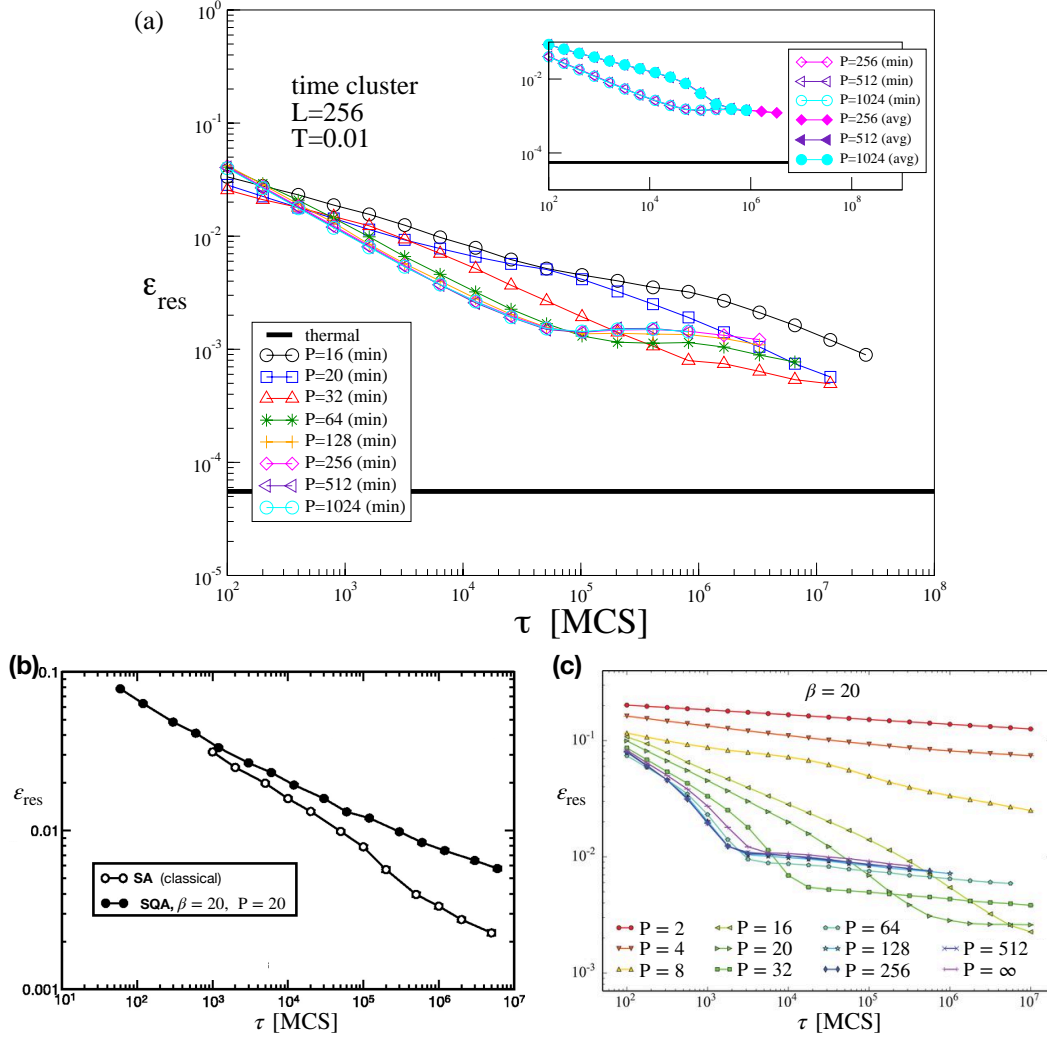 (a)
time cluster
L=256
T=0.01
10^0
10^-1
10^-2
10^-3
10^-4
10^-5
ε_res
10^2
10^3
10^4
10^5
10^6
10^7
10^8
τ [MCS]
thermal
P=16 (min)
P=20 (min)
P=32 (min)
P=64 (min)
P=128 (min)
P=256 (min)
P=512 (min)
P=1024 (min)
10^-2
10^-4
10^2
10^4
10^6
10^8
P=256 (min)
P=512 (min)
P=1024 (min)
P=256 (avg)
P=512 (avg)
P=1024 (avg)
(b)
0.1
0.01
0.001
ε_res
SA (classical)
SQA, β = 20, P = 20
10^1
10^2
10^3
10^4
10^5
10^6
10^7
τ [MCS]
(c)
β = 20
10^-1
10^-2
10^-3
ε_res
P = 2
P = 4
P = 8
P = 16
P = 20
P = 32
P = 64
P = 128
P = 256
P = 512
P = ∞
10^2
10^3
10^4
10^5
10^6
10^7
τ [MCS]